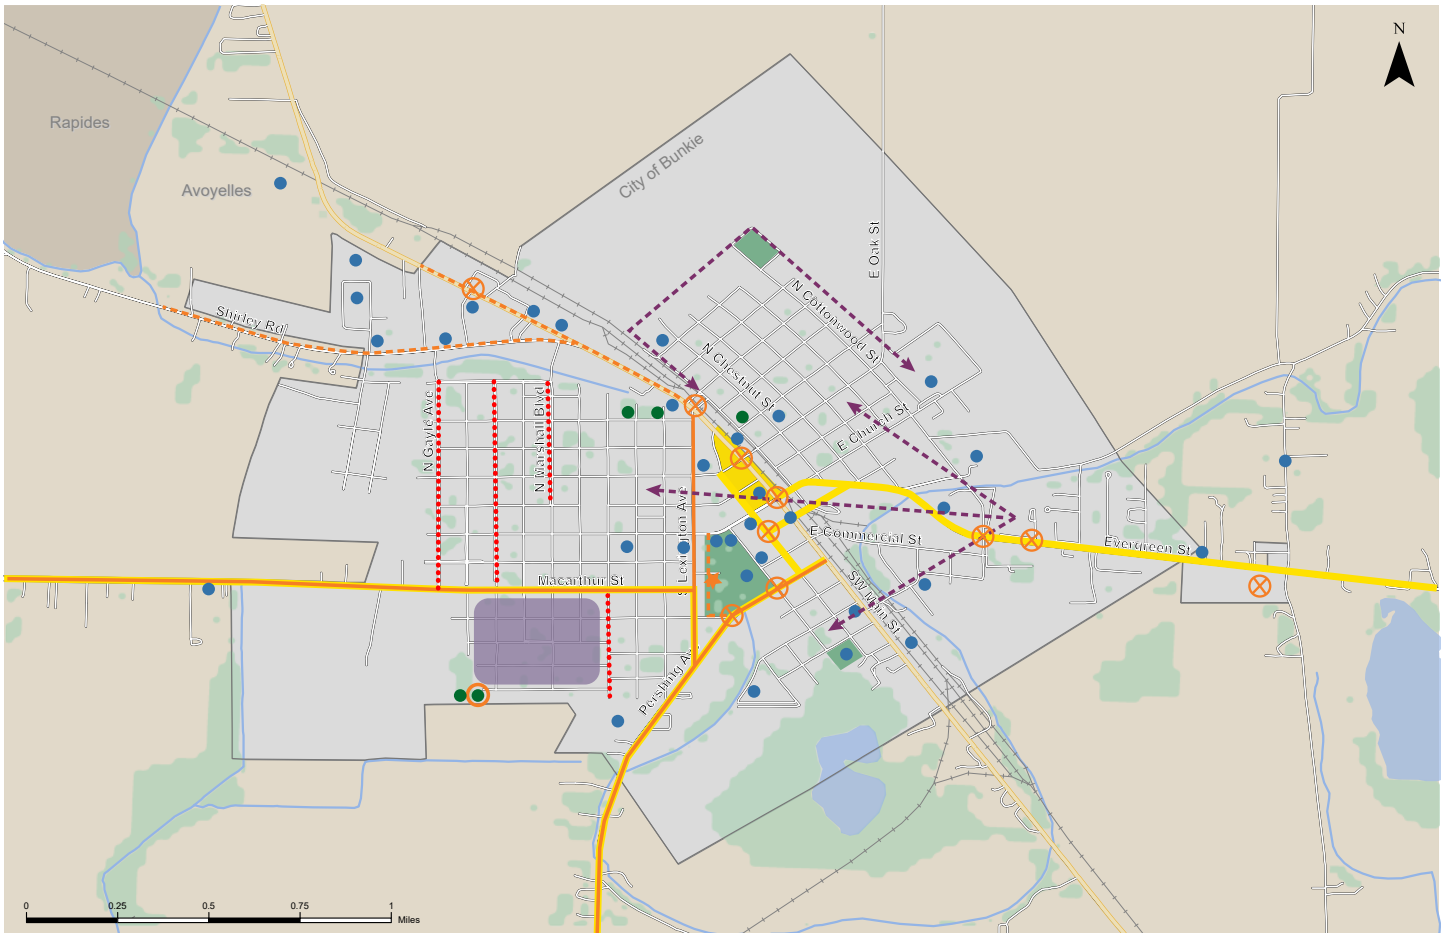 N
Rapides
City of Bunkie
Avoyelles
E Oak St
Shirley Rd
N Cottonwood St
N Chestnut St
N Gayle Ave
N Marshall Blvd
E Church St
S Lexington Ave
E Commercial St
Evergreen St
Macarthur St
SW Main St
Pershing Av
0 0.25 0.5 0.75 1
Miles